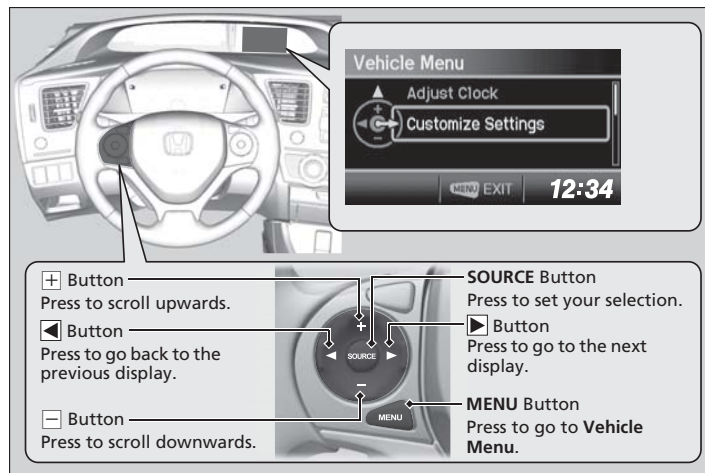 Vehicle Menu
Adjust Clock
Customize Settings
MENU EXIT
12:34
+ Button
Press to scroll upwards.
◀ Button
Press to go back to the
previous display.
− Button
Press to scroll downwards.
+
◀ SOURCE ▶
−
MENU
SOURCE Button
Press to set your selection.
▶ Button
Press to go to the next
display.
MENU Button
Press to go to Vehicle
Menu.